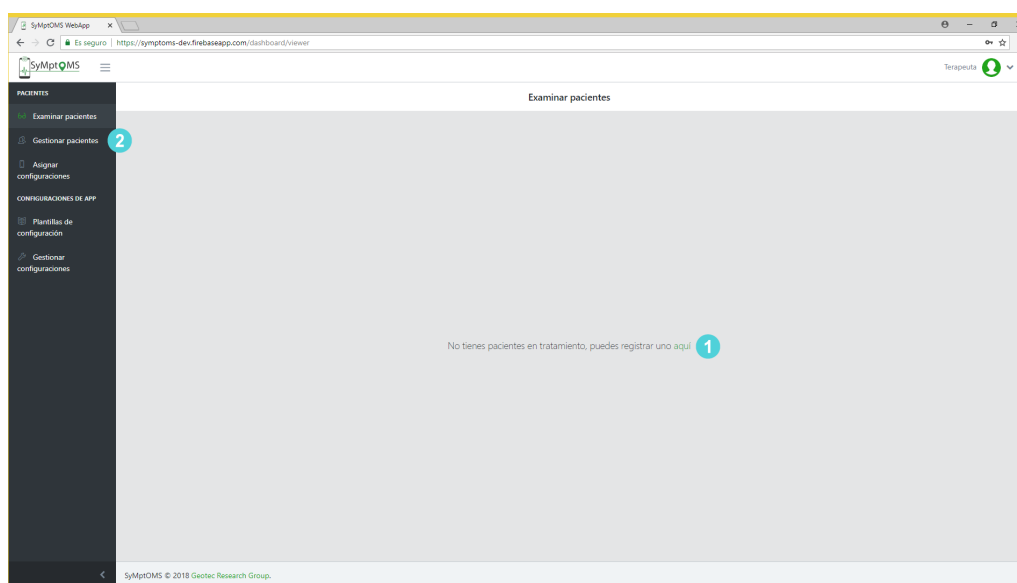 SyMptOMS WebApp
Es seguro
https://symptoms-dev.firebaseapp.com/dashboard/viewer
SyMptOMS
Terapeuta
PACIENTES
Examinar pacientes
Examinar pacientes
Gestionar pacientes
2
Asignar
configuraciones
CONFIGURACIONES DE APP
Plantillas de
configuración
Gestionar
configuraciones
No tienes pacientes en tratamiento, puedes registrar uno aquí
1
SyMptOMS © 2018 Geotec Research Group.